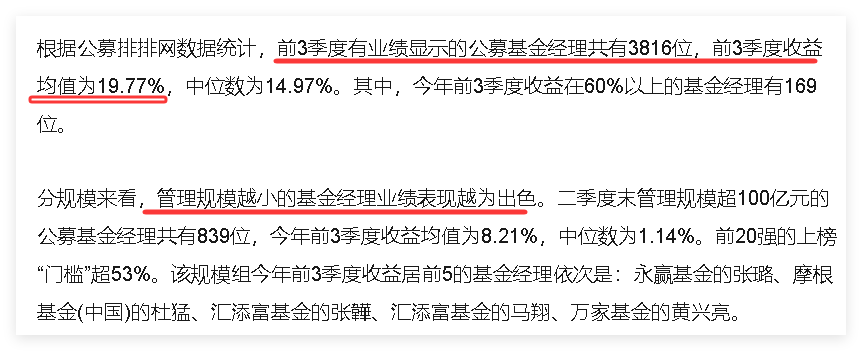 根据公募排排网数据统计，前3季度有业绩显示的公募基金经理共有3816位，前3季度收益
均值为19.77%，中位数为14.97%。其中，今年前3季度收益在60%以上的基金经理有169
位。
分规模来看，管理规模越小的基金经理业绩表现越为出色。二季度末管理规模超100亿元的
公募基金经理共有839位，今年前3季度收益均值为8.21%，中位数为1.14%。前20强的上榜
“门槛”超53%。该规模组今年前3季度收益居前5的基金经理依次是：永赢基金的张璐、摩根
基金(中国)的杜猛、汇添富基金的张韡、汇添富基金的马翔、万家基金的黄兴亮。